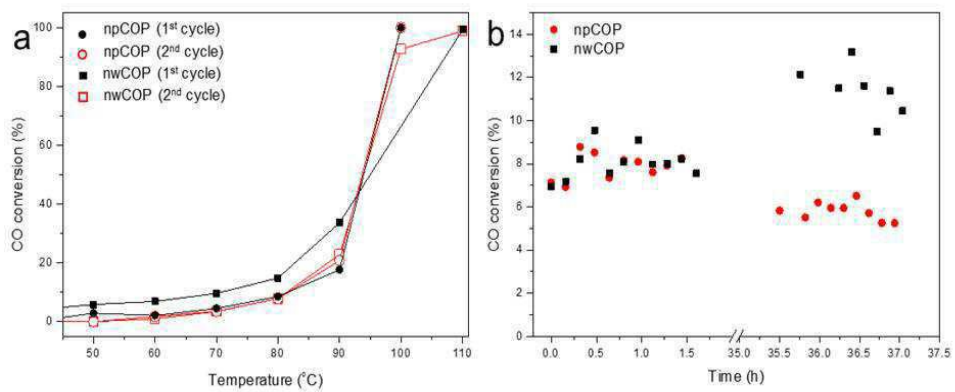 a
npCOP (1st cycle)
npCOP (2nd cycle)
nwCOP (1st cycle)
nwCOP (2nd cycle)
CO conversion (%)
100
80
60
40
20
0
50 60 70 80 90 100 110
Temperature (°C)
b
npCOP
nwCOP
CO conversion (%)
14
12
10
8
6
4
2
0
0.0 0.5 1.0 1.5 35.0 35.5 36.0 36.5 37.0 37.5
Time (h)